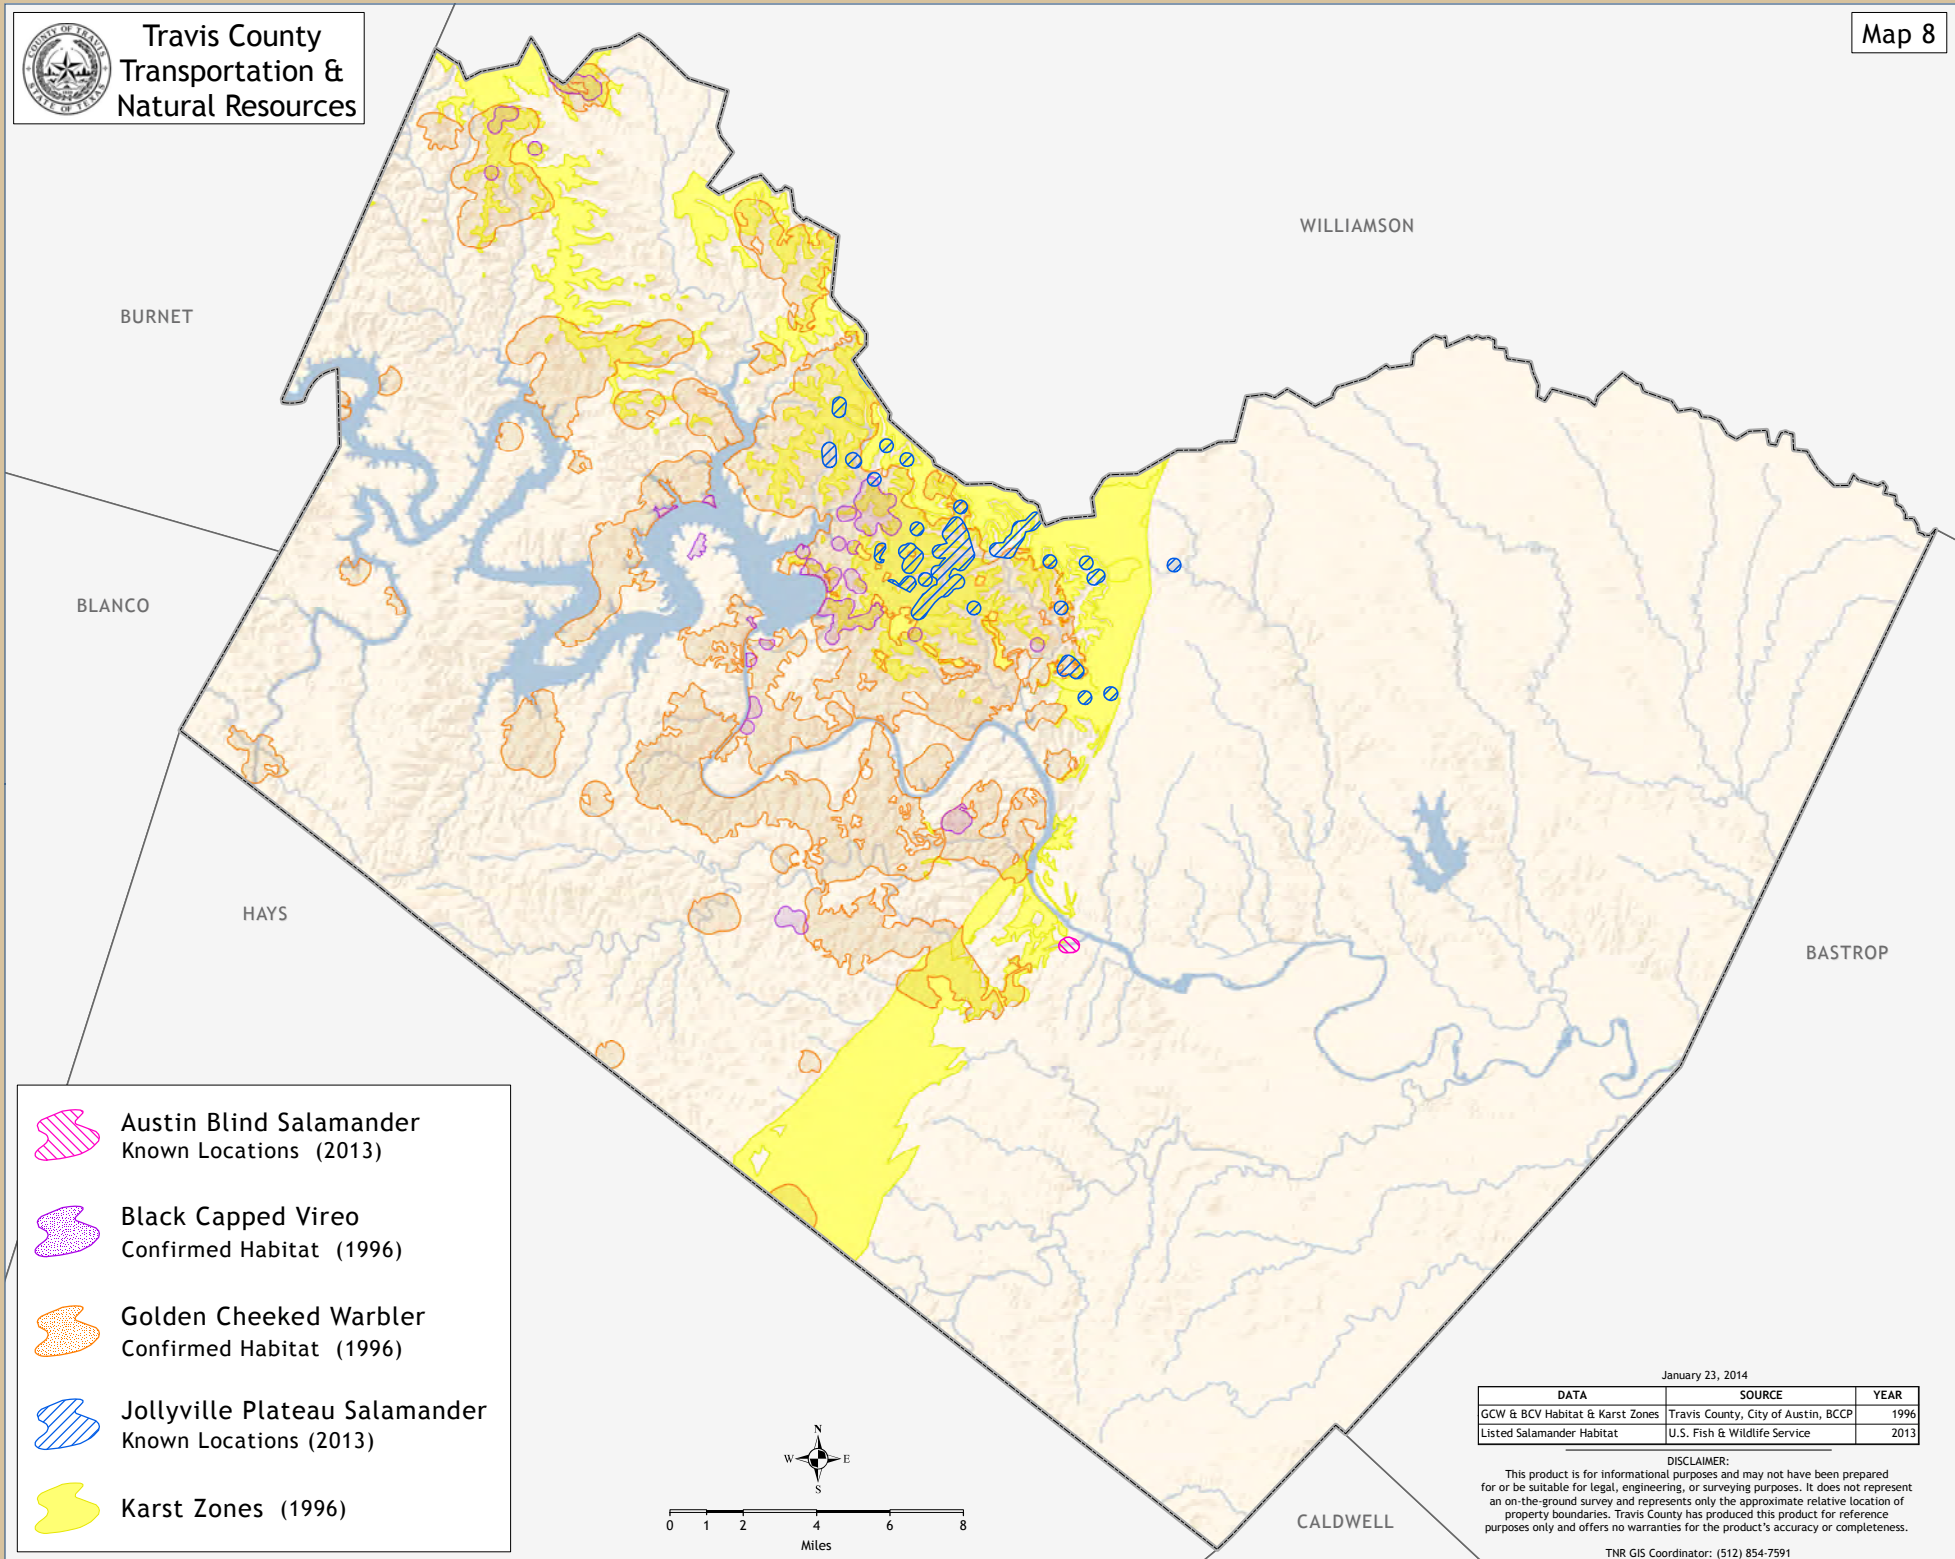 COUNTY OF TRAVIS
STATE OF TEXAS
Travis County
Transportation &
Natural Resources
Map 8
WILLIAMSON
BURNET
BLANCO
HAYS
BASTROP
CALDWELL
Austin Blind Salamander
Known Locations (2013)
Black Capped Vireo
Confirmed Habitat (1996)
Golden Cheeked Warbler
Confirmed Habitat (1996)
Jollyville Plateau Salamander
Known Locations (2013)
Karst Zones (1996)
N
W E
S
0 1 2 4 6 8
Miles
January 23, 2014
DATA SOURCE YEAR
GCW & BCV Habitat & Karst Zones Travis County, City of Austin, BCCP 1996
Listed Salamander Habitat U.S. Fish & Wildlife Service 2013
DISCLAIMER:
This product is for informational purposes and may not have been prepared
for or be suitable for legal, engineering, or surveying purposes. It does not represent
an on-the-ground survey and represents only the approximate relative location of
property boundaries. Travis County has produced this product for reference
purposes only and offers no warranties for the product's accuracy or completeness.
TNR GIS Coordinator: (512) 854-7591